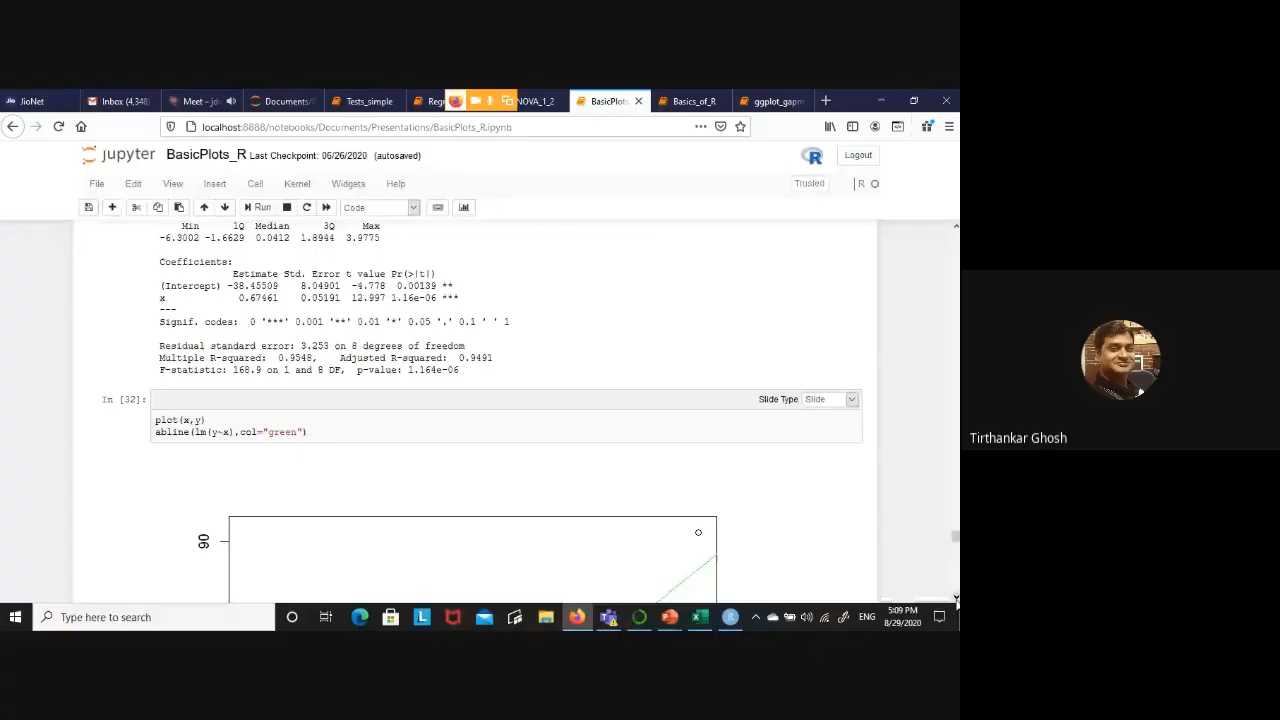 JioNet
Inbox (4,348)
Meet – jd
Documents/
Tests_simple
Reg
NOVA_1_2
BasicPlots
Basics_of_R
ggplot_gapm
localhost:8888/notebooks/Documents/Presentations/BasicPlots_R.ipynb
jupyter BasicPlots_R Last Checkpoint: 06/26/2020 (autosaved)
Logout
File Edit View Insert Cell Kernel Widgets Help
Trusted
R
Run
Code
Min 1Q Median 3Q Max
-6.3002 -1.6629 0.0412 1.8944 3.9775
Coefficients:
Estimate Std. Error t value Pr(>|t|)
(Intercept) -38.45509 8.04901 -4.778 0.00139 **
x 0.67461 0.05191 12.997 1.16e-06 ***
---
Signif. codes: 0 '***' 0.001 '**' 0.01 '*' 0.05 '.' 0.1 ' ' 1
Residual standard error: 3.253 on 8 degrees of freedom
Multiple R-squared: 0.9548, Adjusted R-squared: 0.9491
F-statistic: 168.9 on 1 and 8 DF, p-value: 1.164e-06
In [32]:
Slide Type Slide
plot(x,y)
abline(lm(y~x),col="green")
90
Tirthankar Ghosh
Type here to search
ENG
5:09 PM
8/29/2020